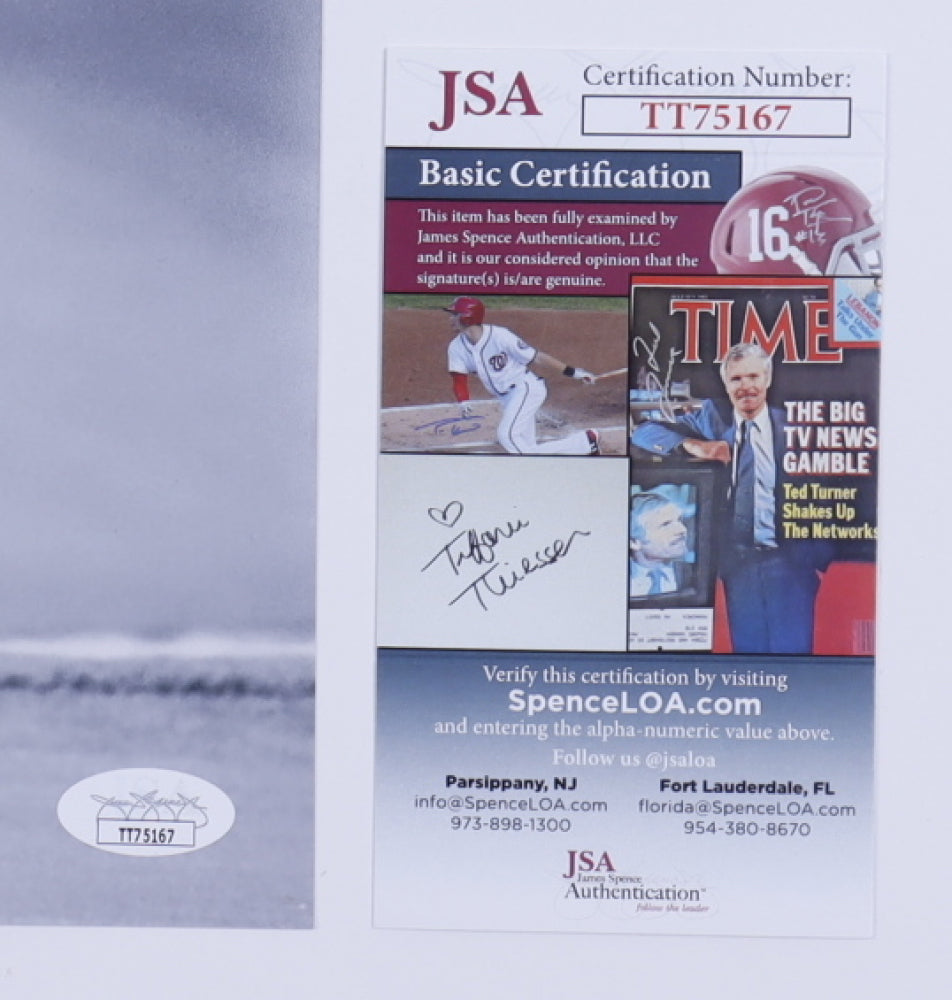 JSA
Certification Number:
TT75167
Basic Certification
This item has been fully examined by
James Spence Authentication, LLC
and it is our considered opinion that the
signature(s) is/are genuine.
16
#13
TIME
LEBANON
THE BIG
TV NEWS
GAMBLE
Ted Turner
Shakes Up
The Networks
Tiffani
Thiessen
Verify this certification by visiting
SpenceLOA.com
and entering the alpha-numeric value above.
Follow us @jsaloa
Parsippany, NJ
info@SpenceLOA.com
973-898-1300
Fort Lauderdale, FL
florida@SpenceLOA.com
954-380-8670
JSA
James Spence
Authentication
follow the leader
TT75167